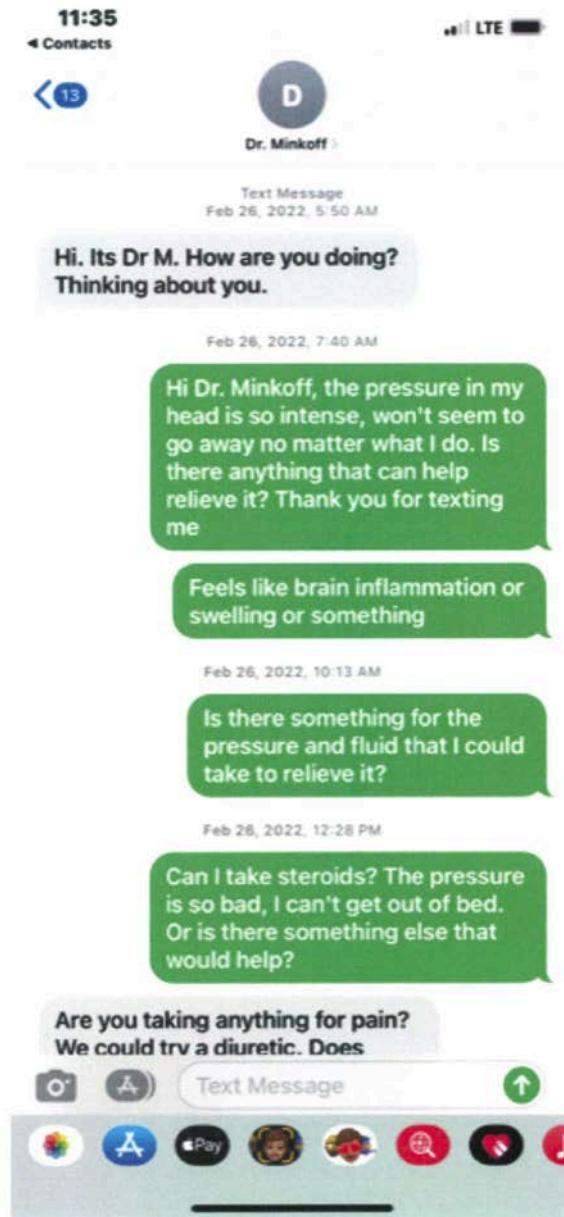 11:35
LTE
Contacts
13
D
Dr. Minkoff
Text Message
Feb 26, 2022, 5:50 AM
Hi. Its Dr M. How are you doing?
Thinking about you.
Feb 26, 2022, 7:40 AM
Hi Dr. Minkoff, the pressure in my
head is so intense, won't seem to
go away no matter what I do. Is
there anything that can help
relieve it? Thank you for texting
me
Feels like brain inflammation or
swelling or something
Feb 26, 2022, 10:13 AM
Is there something for the
pressure and fluid that I could
take to relieve it?
Feb 26, 2022, 12:28 PM
Can I take steroids? The pressure
is so bad, I can't get out of bed.
Or is there something else that
would help?
Are you taking anything for pain?
We could try a diuretic. Does
Text Message
Pay